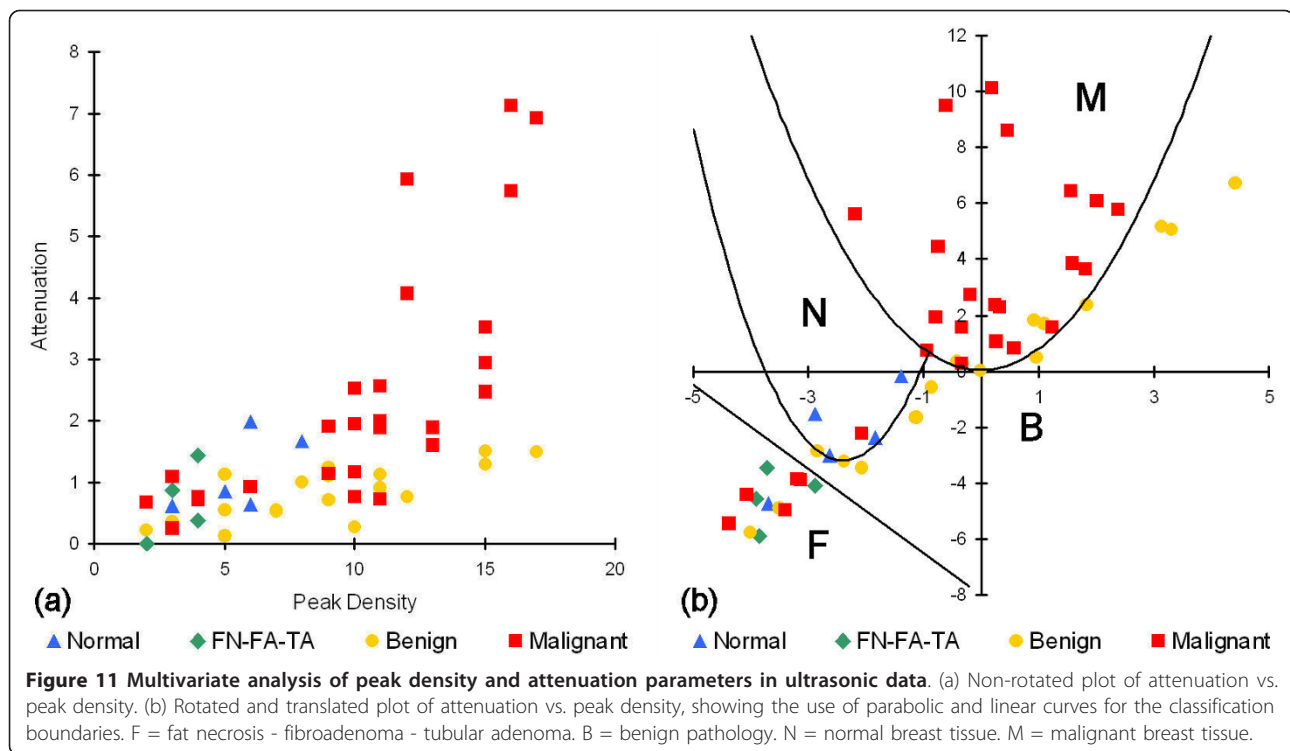 8
7
6
5
4
3
2
1
0
Attenuation
0 5 10 15 20
Peak Density
(a)
12
10
8
6
4
2
0
-2
-4
-6
-8
-5 -3 -1 1 3 5
M
N
B
F
(b)
Normal FN-FA-TA Benign Malignant
Normal FN-FA-TA Benign Malignant
Figure 11 Multivariate analysis of peak density and attenuation parameters in ultrasonic data. (a) Non-rotated plot of attenuation vs.
peak density. (b) Rotated and translated plot of attenuation vs. peak density, showing the use of parabolic and linear curves for the classification
boundaries. F = fat necrosis - fibroadenoma - tubular adenoma. B = benign pathology. N = normal breast tissue. M = malignant breast tissue.